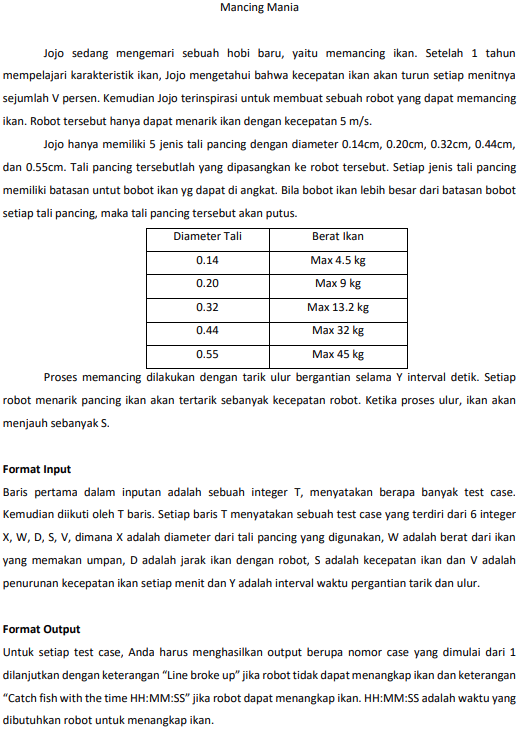 Mancing Mania
Jojo sedang mengemari sebuah hobi baru, yaitu memancing ikan. Setelah 1 tahun
mempelajari karakteristik ikan, Jojo mengetahui bahwa kecepatan ikan akan turun setiap menitnya
sejumlah V persen. Kemudian Jojo terinspirasi untuk membuat sebuah robot yang dapat memancing
ikan. Robot tersebut hanya dapat menarik ikan dengan kecepatan 5 m/s.
Jojo hanya memiliki 5 jenis tali pancing dengan diameter 0.14cm, 0.20cm, 0.32cm, 0.44cm,
dan 0.55cm. Tali pancing tersebutlah yang dipasangkan ke robot tersebut. Setiap jenis tali pancing
memiliki batasan untut bobot ikan yg dapat di angkat. Bila bobot ikan lebih besar dari batasan bobot
setiap tali pancing, maka tali pancing tersebut akan putus.
Diameter Tali Berat Ikan
0.14 Max 4.5 kg
0.20 Max 9 kg
0.32 Max 13.2 kg
0.44 Max 32 kg
0.55 Max 45 kg
Proses memancing dilakukan dengan tarik ulur bergantian selama Y interval detik. Setiap
robot menarik pancing ikan akan tertarik sebanyak kecepatan robot. Ketika proses ulur, ikan akan
menjauh sebanyak S.
Format Input
Baris pertama dalam inputan adalah sebuah integer T, menyatakan berapa banyak test case.
Kemudian diikuti oleh T baris. Setiap baris T menyatakan sebuah test case yang terdiri dari 6 integer
X, W, D, S, V, dimana X adalah diameter dari tali pancing yang digunakan, W adalah berat dari ikan
yang memakan umpan, D adalah jarak ikan dengan robot, S adalah kecepatan ikan dan V adalah
penurunan kecepatan ikan setiap menit dan Y adalah interval waktu pergantian tarik dan ulur.
Format Output
Untuk setiap test case, Anda harus menghasilkan output berupa nomor case yang dimulai dari 1
dilanjutkan dengan keterangan “Line broke up” jika robot tidak dapat menangkap ikan dan keterangan
“Catch fish with the time HH:MM:SS” jika robot dapat menangkap ikan. HH:MM:SS adalah waktu yang
dibutuhkan robot untuk menangkap ikan.